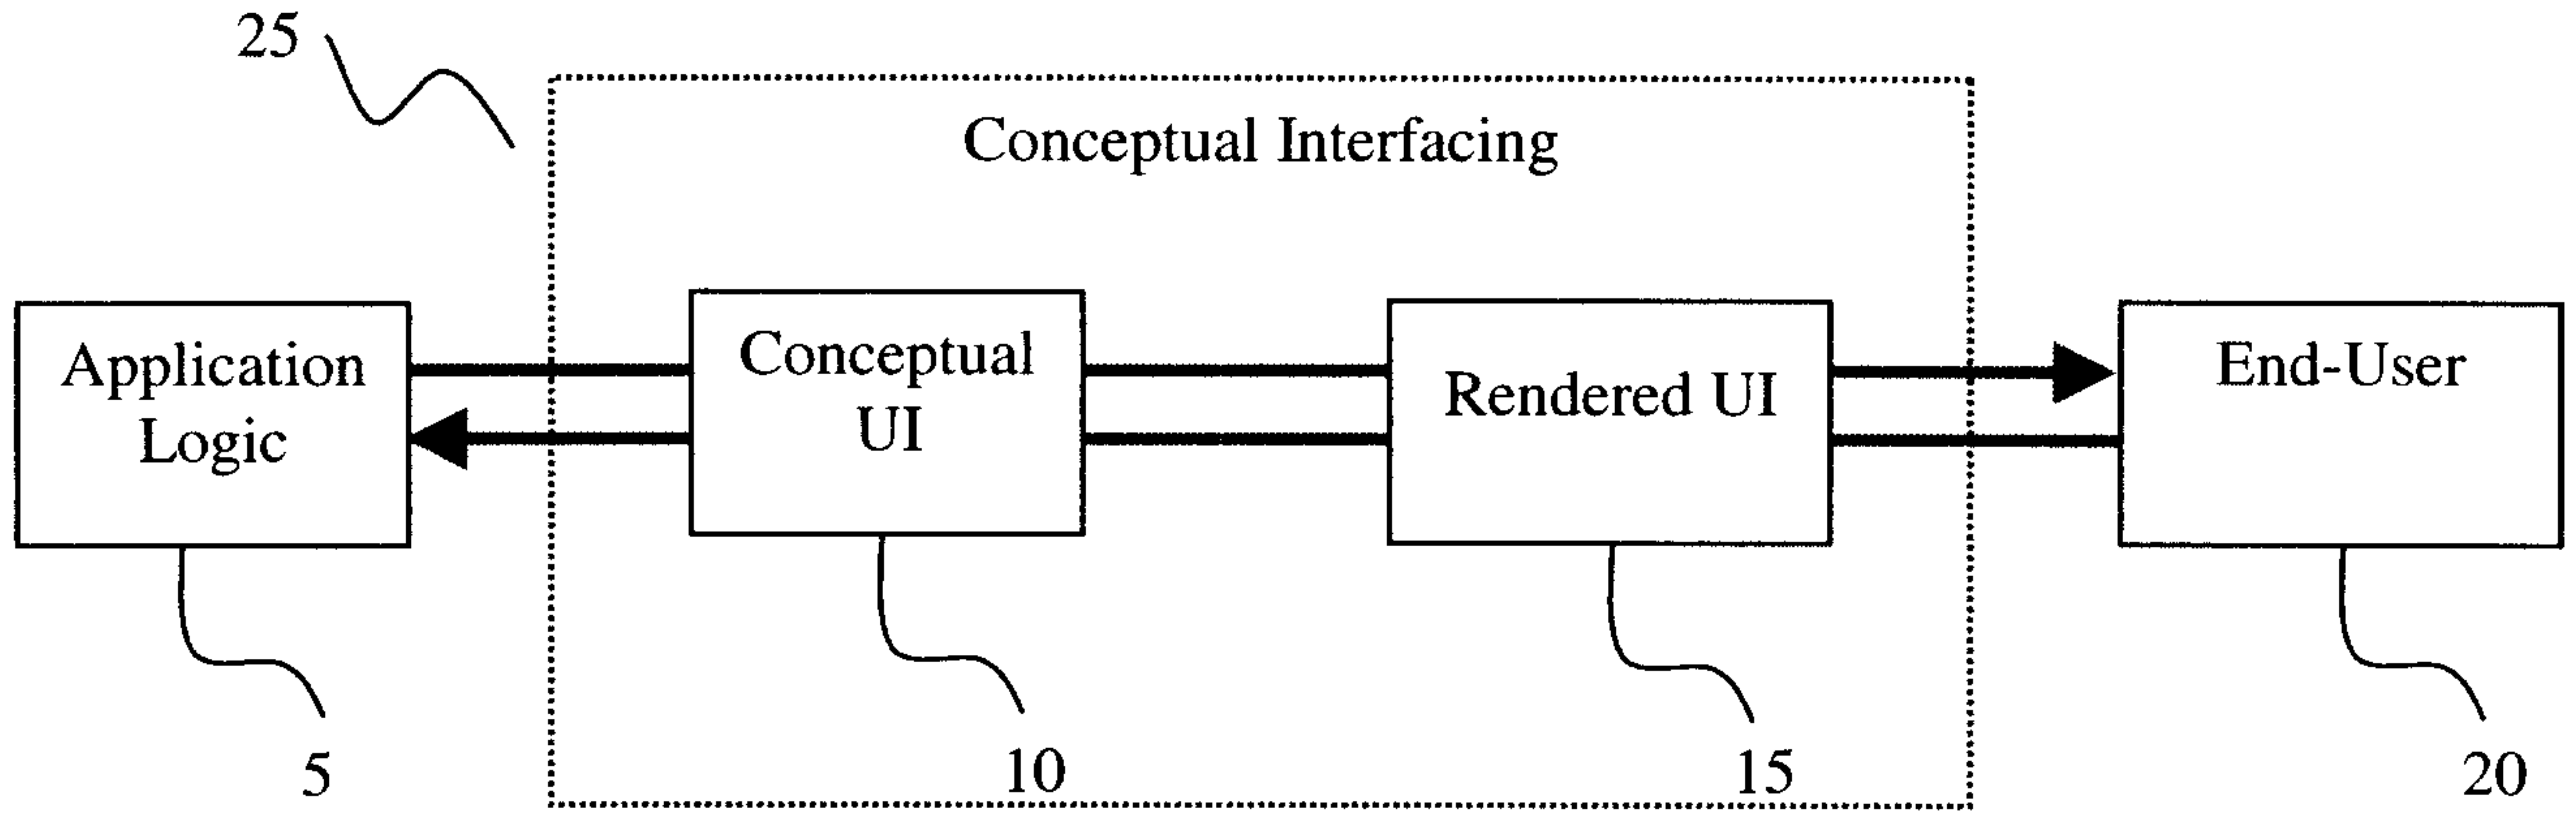 25
Conceptual Interfacing
Application
Logic
Conceptual
UI
Rendered UI
End-User
5
10
15
20